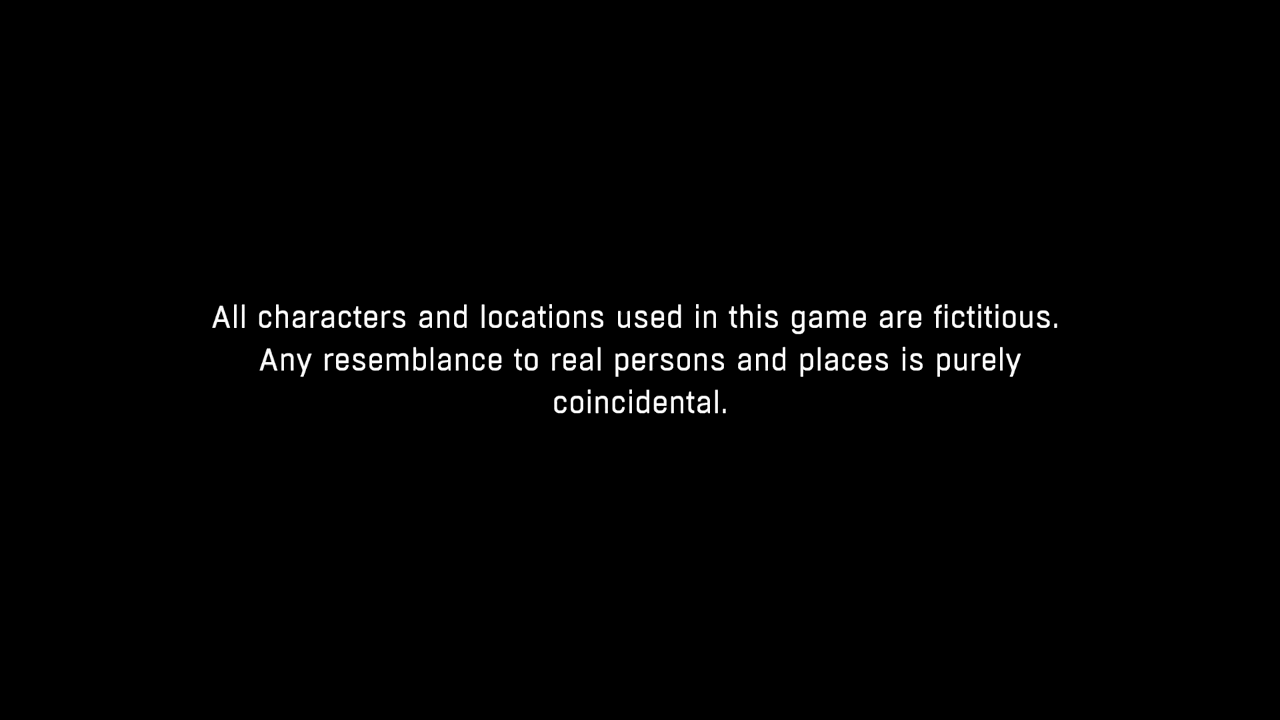 All characters and locations used in this game are fictitious.
Any resemblance to real persons and places is purely
coincidental.